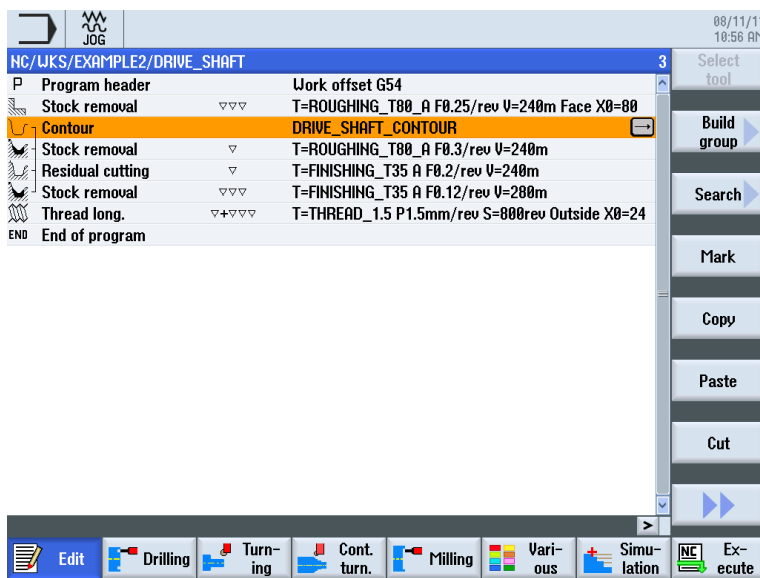 JOG
08/11/1
10:56 AM
NC/WKS/EXAMPLE2/DRIVE_SHAFT 3
P Program header Work offset G54
Stock removal ▽▽▽ T=ROUGHING_T80_A F0.25/rev V=240m Face X0=80
Contour DRIVE_SHAFT_CONTOUR
Stock removal ▽ T=ROUGHING_T80_A F0.3/rev V=240m
Residual cutting ▽ T=FINISHING_T35 A F0.2/rev V=240m
Stock removal ▽▽▽ T=FINISHING_T35 A F0.12/rev V=280m
Thread long. ▽+▽▽▽ T=THREAD_1.5 P1.5mm/rev S=800rev Outside X0=24
END End of program
Select
tool
Build
group
Search
Mark
Copy
Paste
Cut
Edit
Drilling
Turn-
ing
Cont.
turn.
Milling
Vari-
ous
Simu-
lation
NC
Ex-
ecute